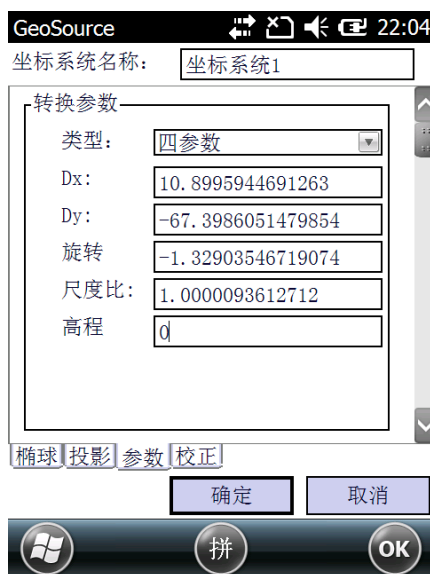 GeoSource 22:04
坐标系统名称: 坐标系统1
转换参数
类型: 四参数
Dx: 10.8995944691263
Dy: -67.3986051479854
旋转 -1.32903546719074
尺度比: 1.0000093612712
高程 0
椭球 投影 参数 校正
确定 取消
拼 OK